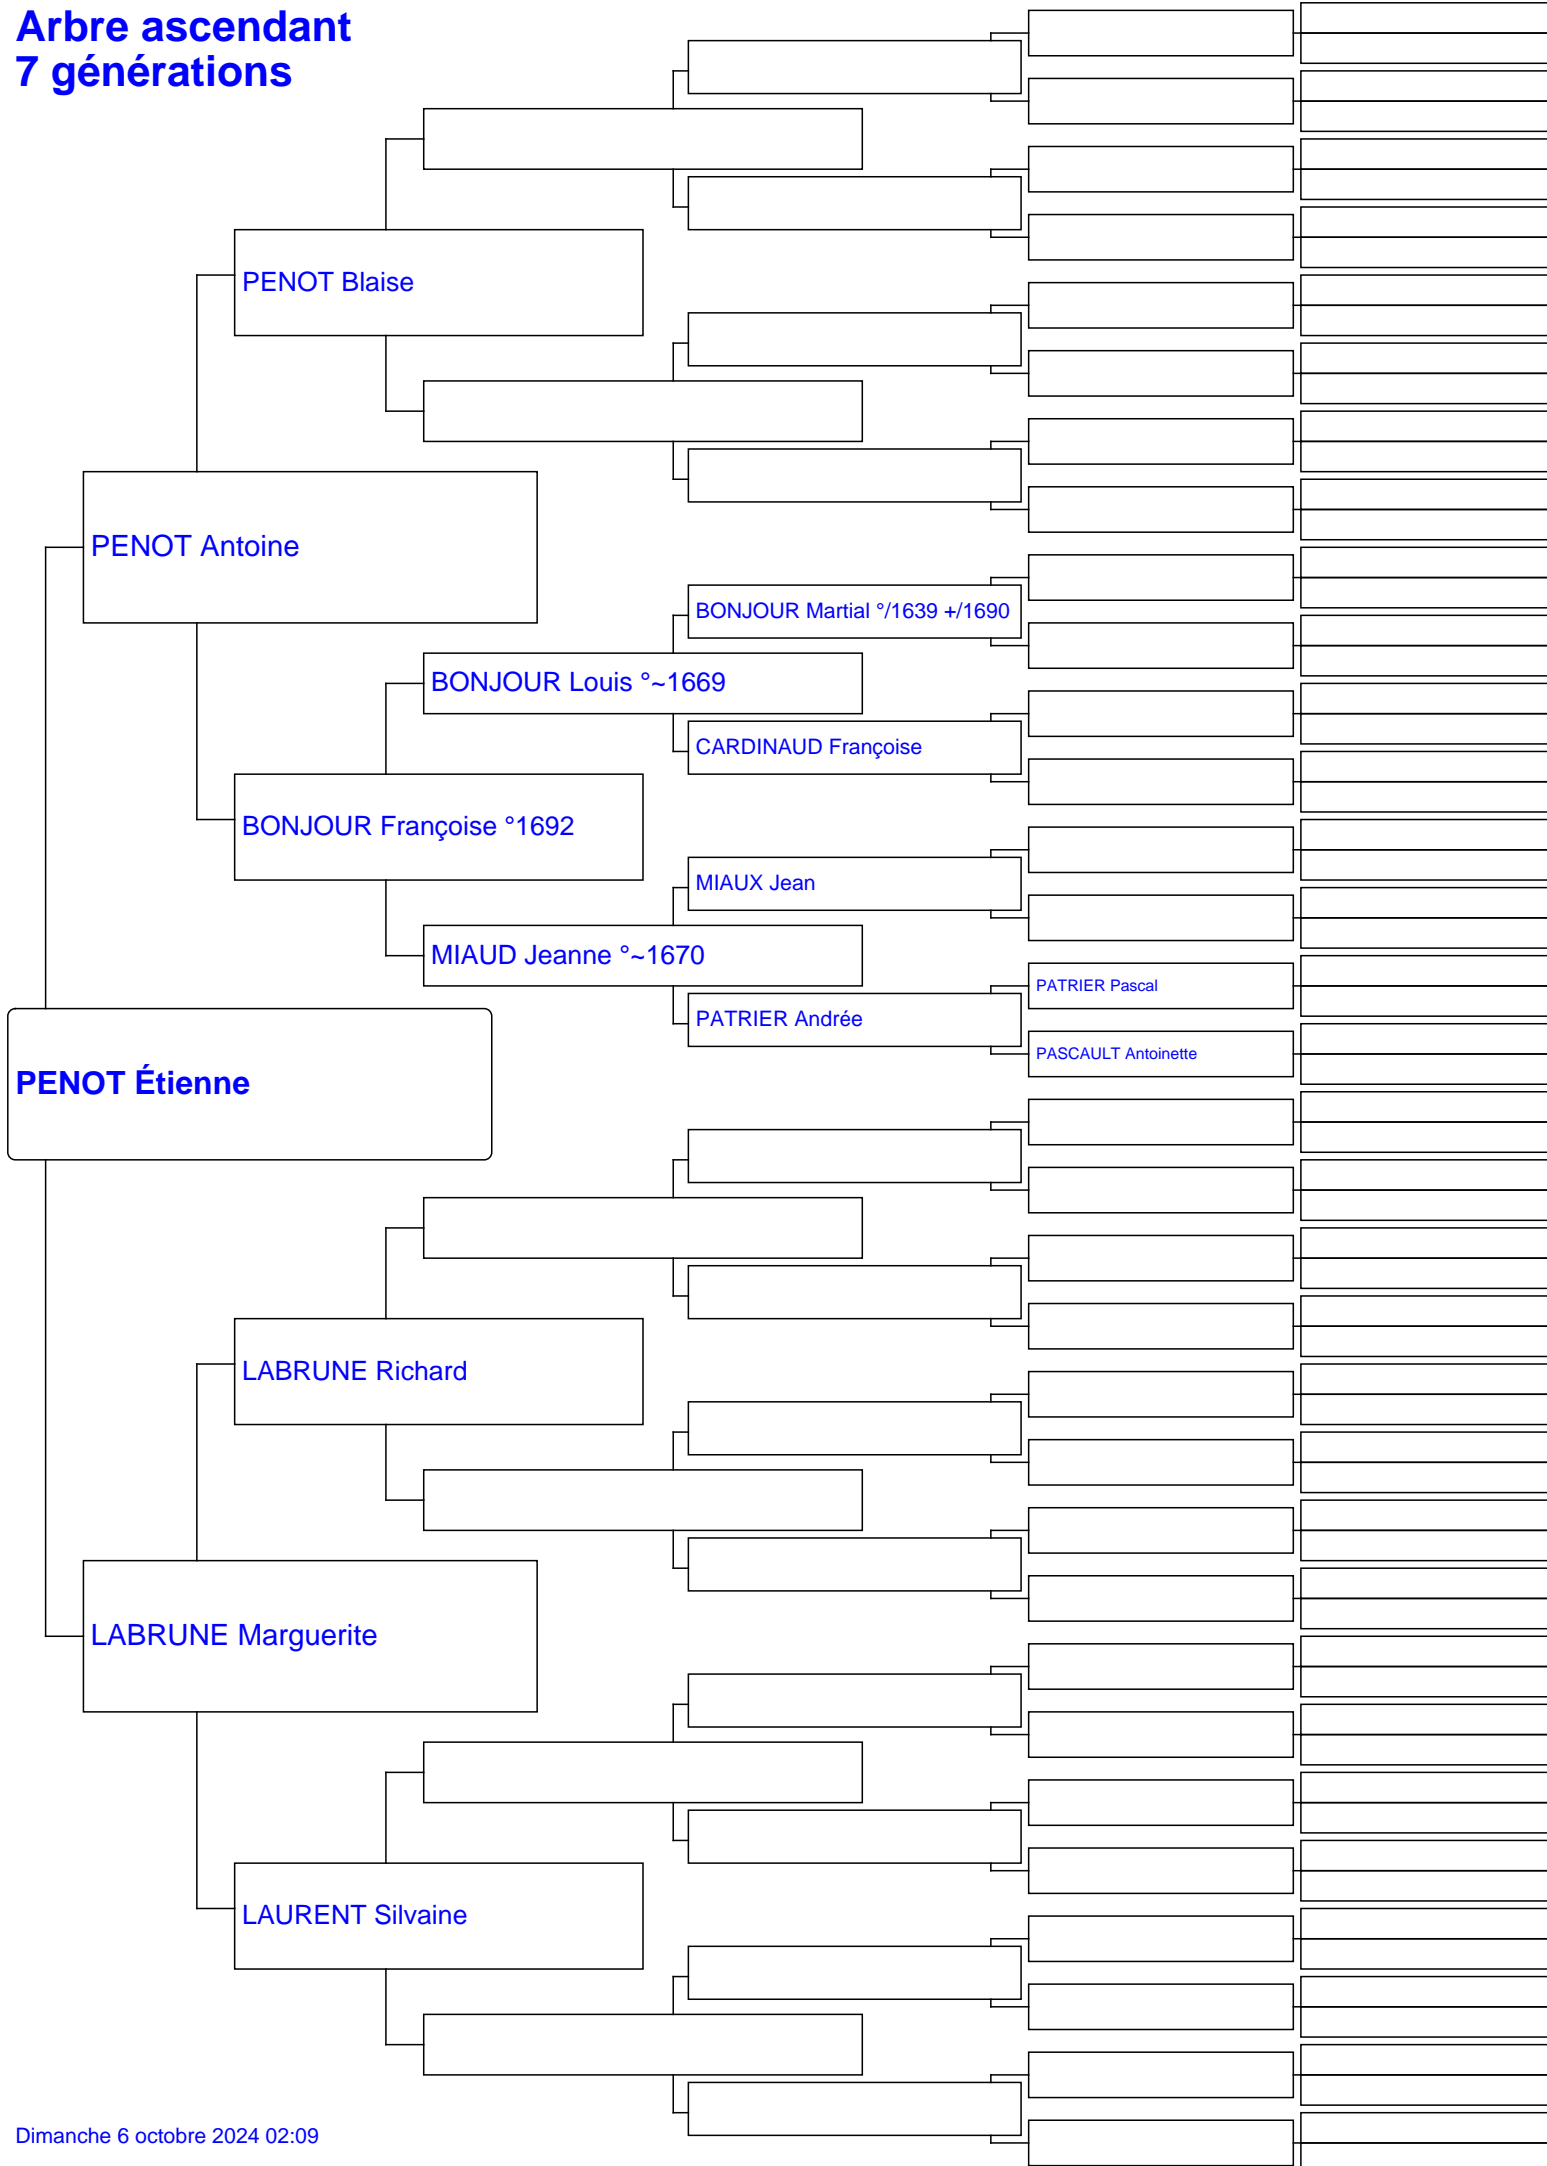 Arbre ascendant
7 générations
PENOT Blaise
PENOT Antoine
BONJOUR Martial °/1639 +/1690
BONJOUR Louis °~1669
CARDINAUD Françoise
BONJOUR Françoise °1692
MIAUX Jean
MIAUD Jeanne °~1670
PATRIER Pascal
PATRIER Andrée
PASCAULT Antoinette
PENOT Étienne
LABRUNE Richard
LABRUNE Marguerite
LAURENT Silvaine
Dimanche 6 octobre 2024 02:09